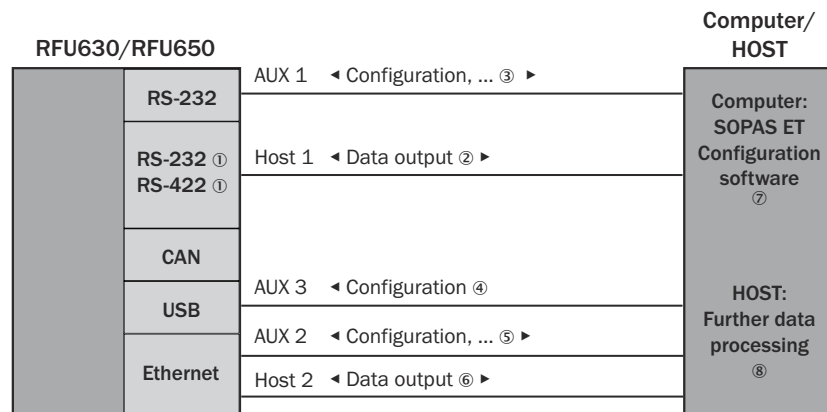 RFU630/RFU650
Computer/
HOST
RS-232
AUX 1 ◄ Configuration, ... ③ ►
RS-232 ①
RS-422 ①
Host 1 ◄ Data output ② ►
CAN
USB
AUX 3 ◄ Configuration ④
AUX 2 ◄ Configuration, ... ⑤ ►
Ethernet
Host 2 ◄ Data output ⑥ ►
Computer:
SOPAS ET
Configuration
software
⑦
HOST:
Further data
processing
⑧